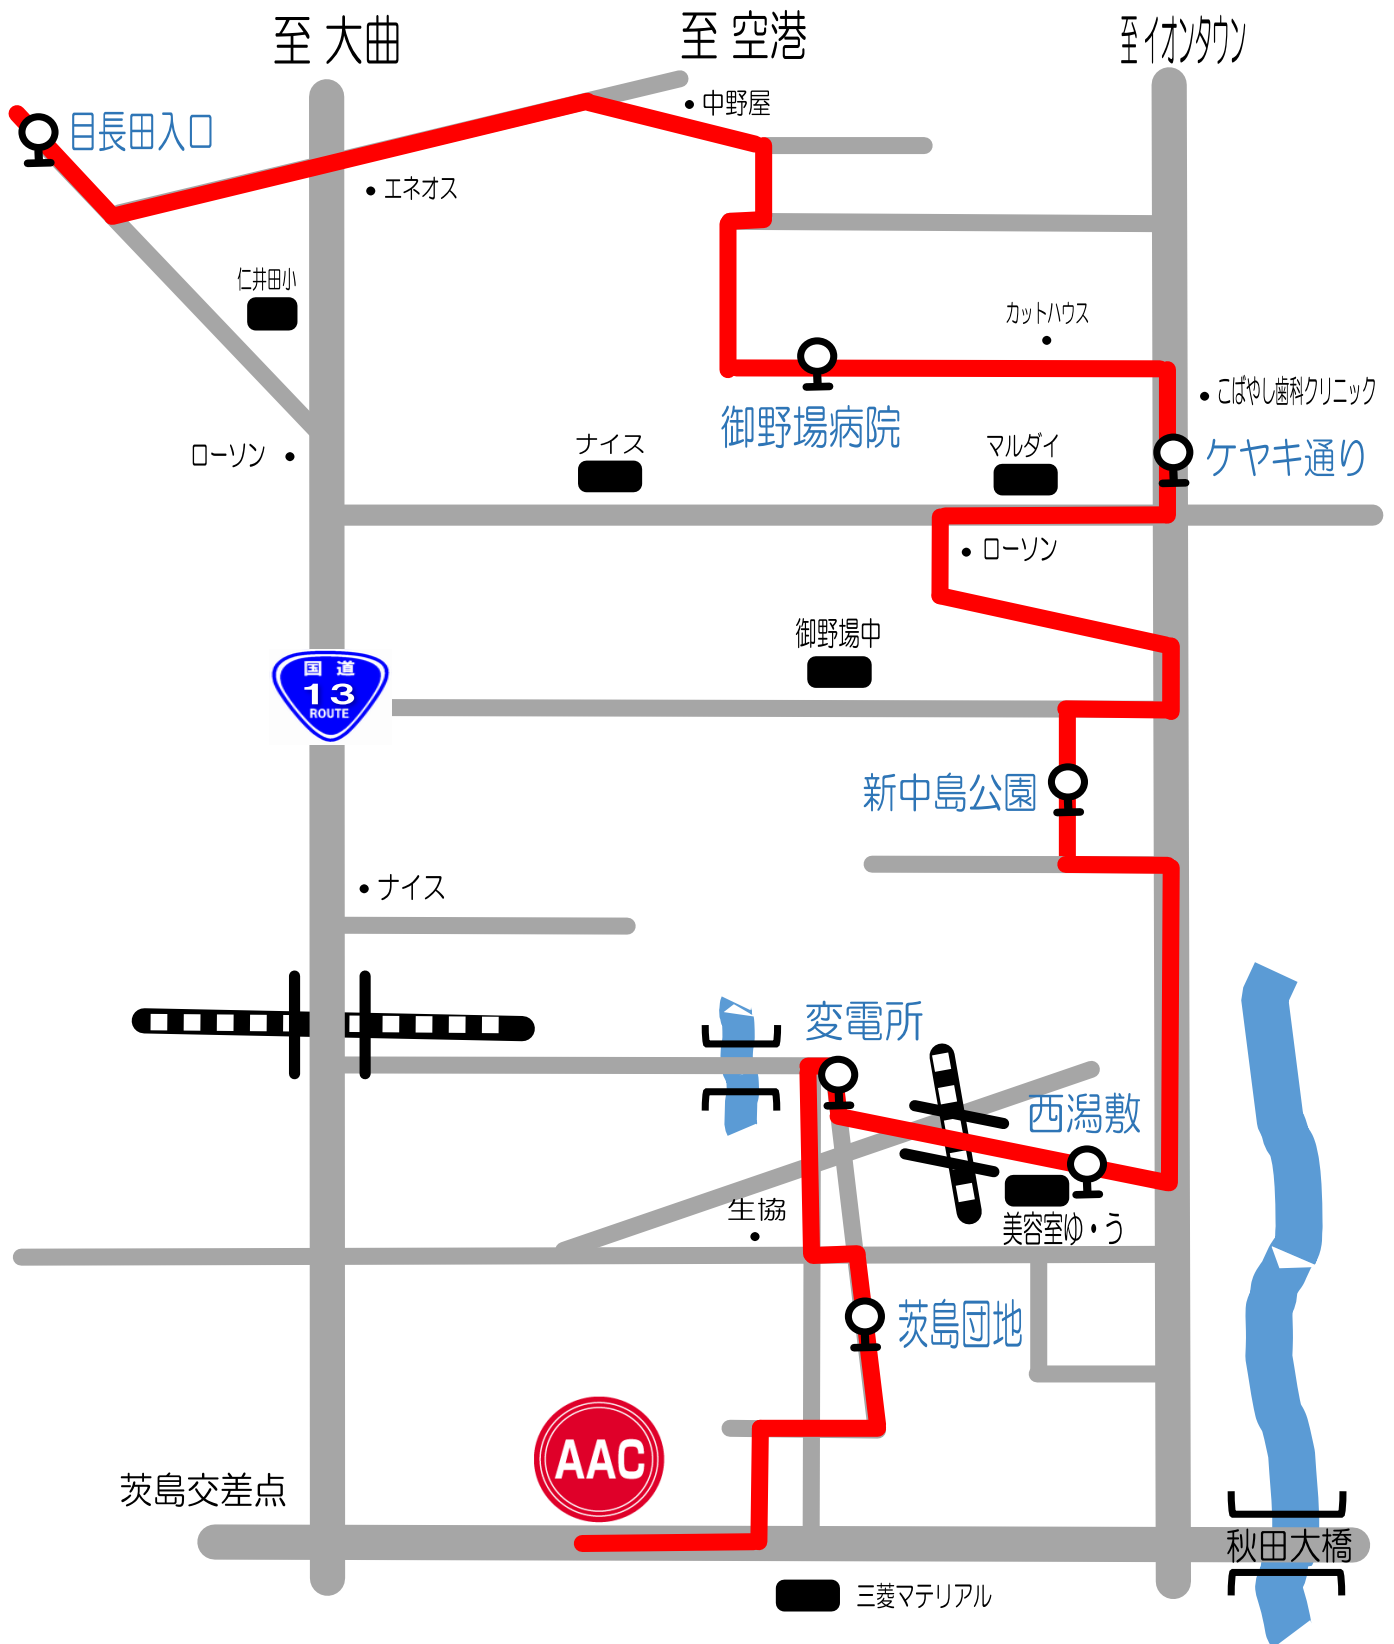 至 大曲
至 空港
至 イオンタウン
中野屋
目長田入口
エネオス
仁井田小
カットハウス
こばやし歯科クリニック
御野場病院
ローソン
ナイス
マルダイ
ケヤキ通り
ローソン
御野場中
国道
13
ROUTE
新中島公園
ナイス
変電所
西潟敷
生協
美容室ゆ・う
茨島団地
AAC
茨島交差点
秋田大橋
三菱マテリアル